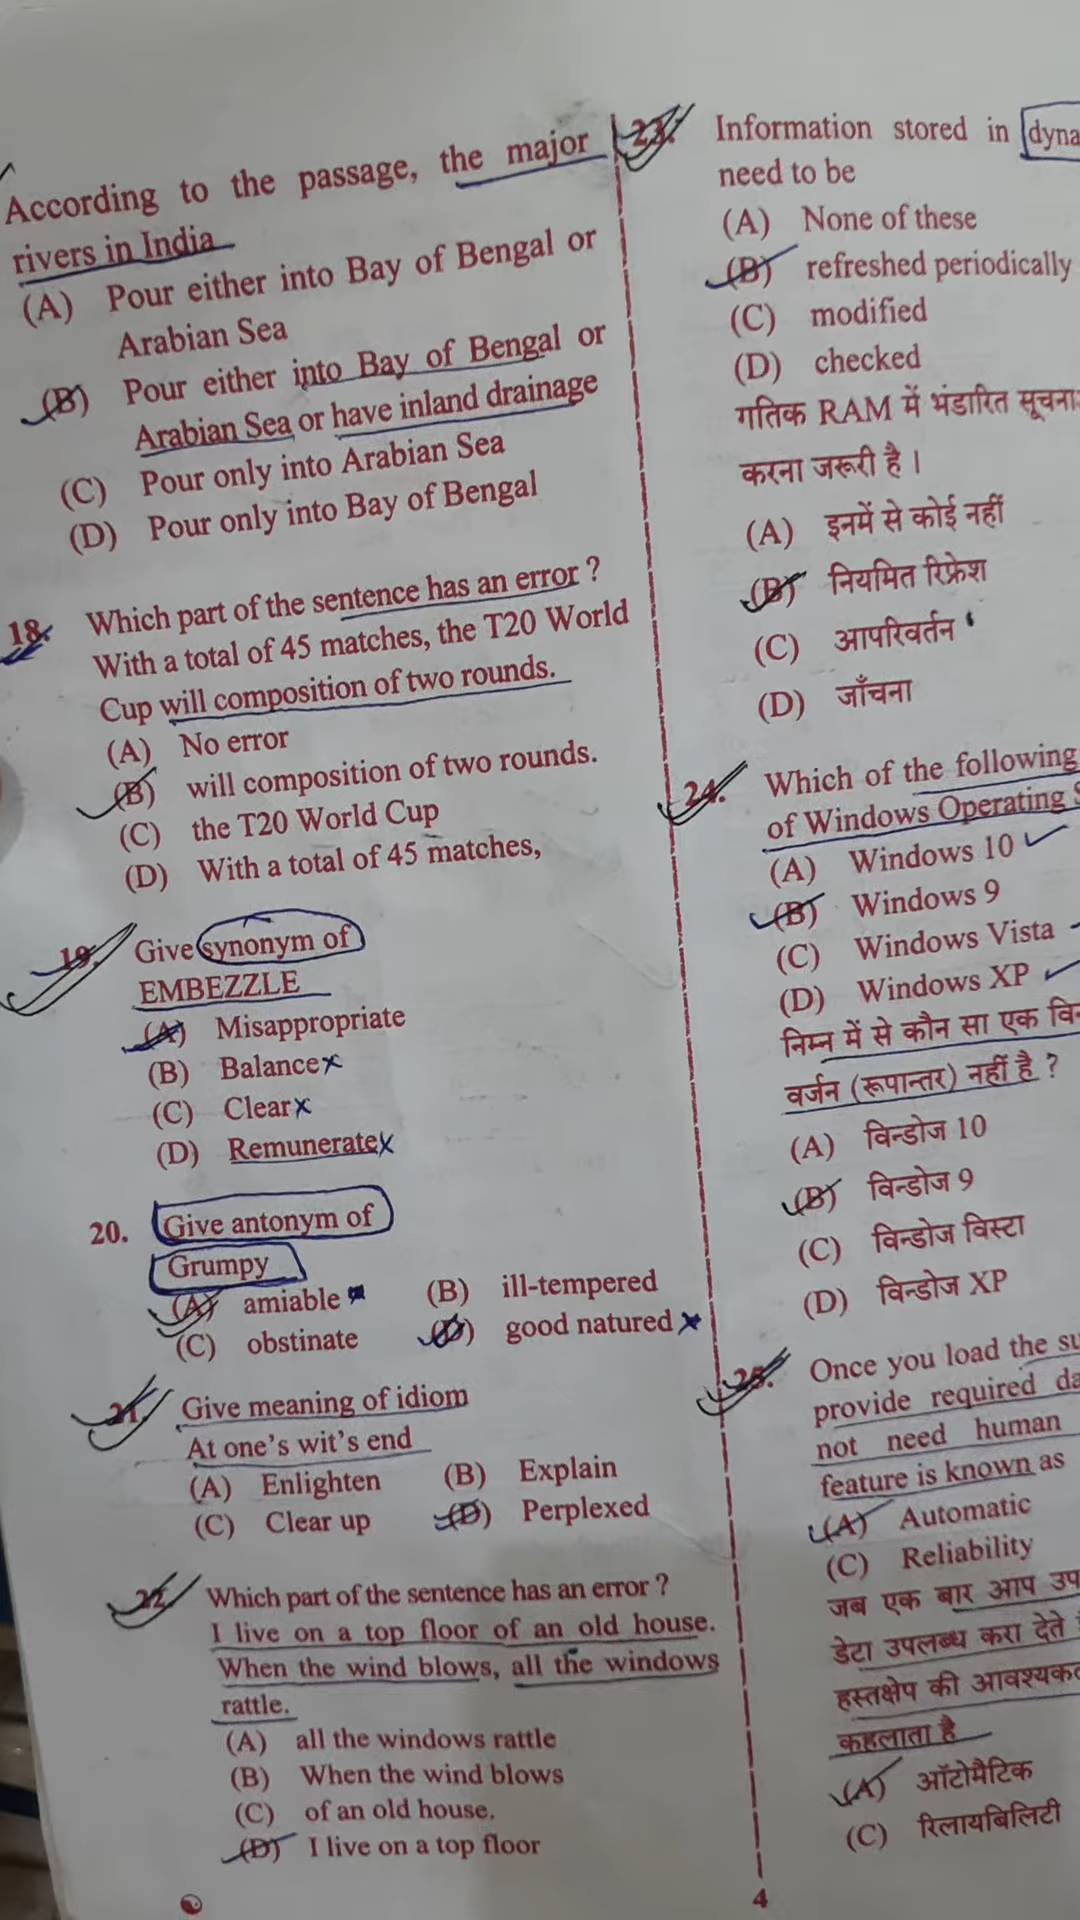 According to the passage, the major
rivers in India
(A) Pour either into Bay of Bengal or
Arabian Sea
(B) Pour either into Bay of Bengal or
Arabian Sea or have inland drainage
(C) Pour only into Arabian Sea
(D) Pour only into Bay of Bengal
18. Which part of the sentence has an error ?
With a total of 45 matches, the T20 World
Cup will composition of two rounds.
(A) No error
(B) will composition of two rounds.
(C) the T20 World Cup
(D) With a total of 45 matches,
19. Give synonym of
EMBEZZLE
(A) Misappropriate
(B) Balance
(C) Clear
(D) Remunerate
20. Give antonym of
Grumpy
(A) amiable (B) ill-tempered
(C) obstinate (D) good natured
21. Give meaning of idiom
At one's wit's end
(A) Enlighten (B) Explain
(C) Clear up (D) Perplexed
22. Which part of the sentence has an error ?
I live on a top floor of an old house.
When the wind blows, all the windows
rattle.
(A) all the windows rattle
(B) When the wind blows
(C) of an old house.
(D) I live on a top floor
23. Information stored in dyna
need to be
(A) None of these
(B) refreshed periodically
(C) modified
(D) checked
गतिक RAM में भंडारित सूचना
करना जरूरी है ।
(A) इनमें से कोई नहीं
(B) नियमित रिफ्रेश
(C) आपरिवर्तन
(D) जाँचना
24. Which of the following
of Windows Operating S
(A) Windows 10
(B) Windows 9
(C) Windows Vista
(D) Windows XP
निम्न में से कौन सा एक वि
वर्जन (रूपान्तर) नहीं है ?
(A) विन्डोज 10
(B) विन्डोज 9
(C) विन्डोज विस्टा
(D) विन्डोज XP
25. Once you load the su
provide required da
not need human
feature is known as
(A) Automatic
(C) Reliability
जब एक बार आप उप
डेटा उपलब्ध करा देते
हस्तक्षेप की आवश्यकत
कहलाता है
(A) ऑटोमैटिक
(C) रिलायबिलिटी
4